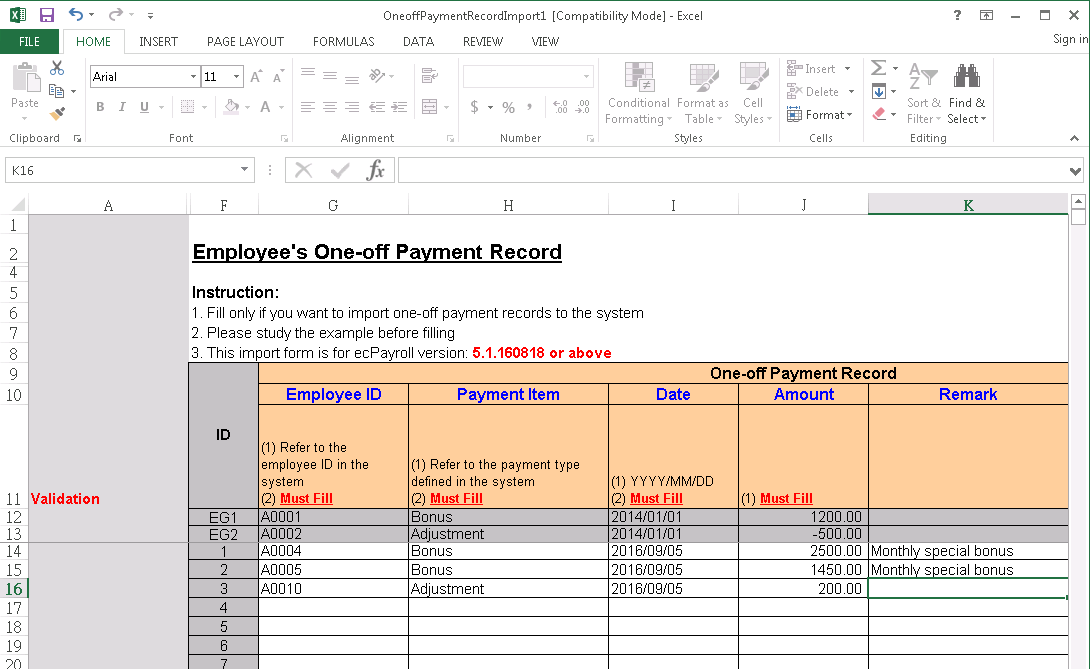 OneoffPaymentRecordImport1 [Compatibility Mode] - Excel
?
FILE HOME INSERT PAGE LAYOUT FORMULAS DATA REVIEW VIEW Sign in
Paste
Clipboard
Arial 11
B I U A
Font
Alignment
$ % ,
Number
Conditional Formatting
Format as Table
Cell Styles
Styles
Insert
Delete
Format
Cells
Sort & Filter
Find & Select
Editing
K16 fx
A F G H I J K
1
2 Employee's One-off Payment Record
4
5 Instruction:
6 1. Fill only if you want to import one-off payment records to the system
7 2. Please study the example before filling
8 3. This import form is for ecPayroll version: 5.1.160818 or above
9 One-off Payment Record
10 Employee ID Payment Item Date Amount Remark
ID
(1) Refer to the
employee ID in the (1) Refer to the payment type
system defined in the system (1) YYYY/MM/DD
11 Validation (2) Must Fill (2) Must Fill (2) Must Fill (1) Must Fill
12 EG1 A0001 Bonus 2014/01/01 1200.00
13 EG2 A0002 Adjustment 2014/01/01 -500.00
14 1 A0004 Bonus 2016/09/05 2500.00 Monthly special bonus
15 2 A0005 Bonus 2016/09/05 1450.00 Monthly special bonus
16 3 A0010 Adjustment 2016/09/05 200.00
17 4
18 5
19 6
20 7